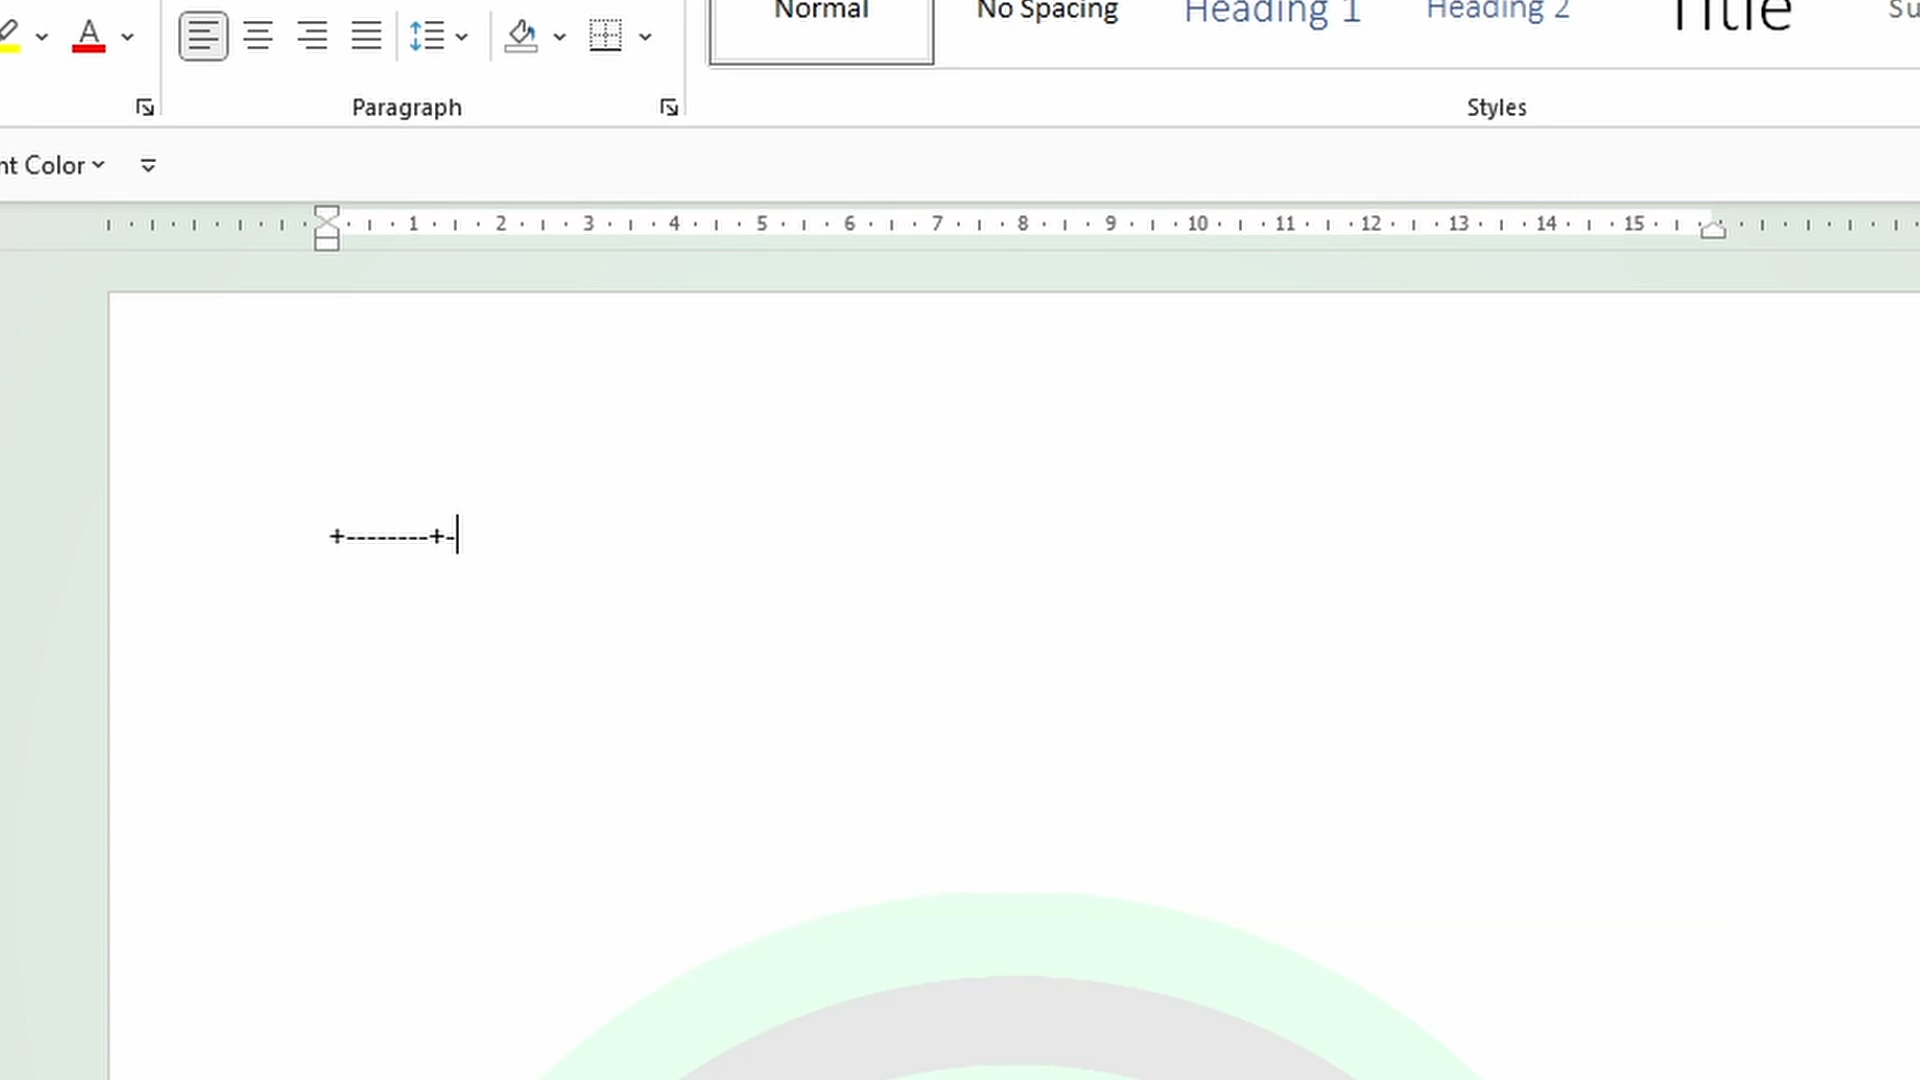 Normal
No Spacing
Heading 1
Heading 2
Title
Su
A
Paragraph
Styles
nt Color
1 2 3 4 5 6 7 8 9 10 11 12 13 14 15
+--------+-